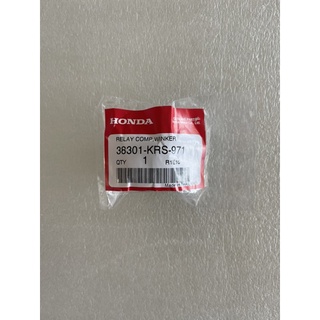 HONDA
RELAY COMP WINKER
38301-KRS-971
QTY 1